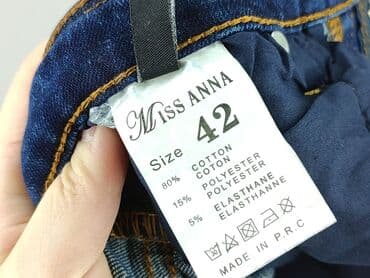 Miss Anna
Size 42
80% COTTON
COTON
15% POLYESTER
POLYESTER
5% ELASTHANE
ELASTHANNE
MADE IN P.R.C